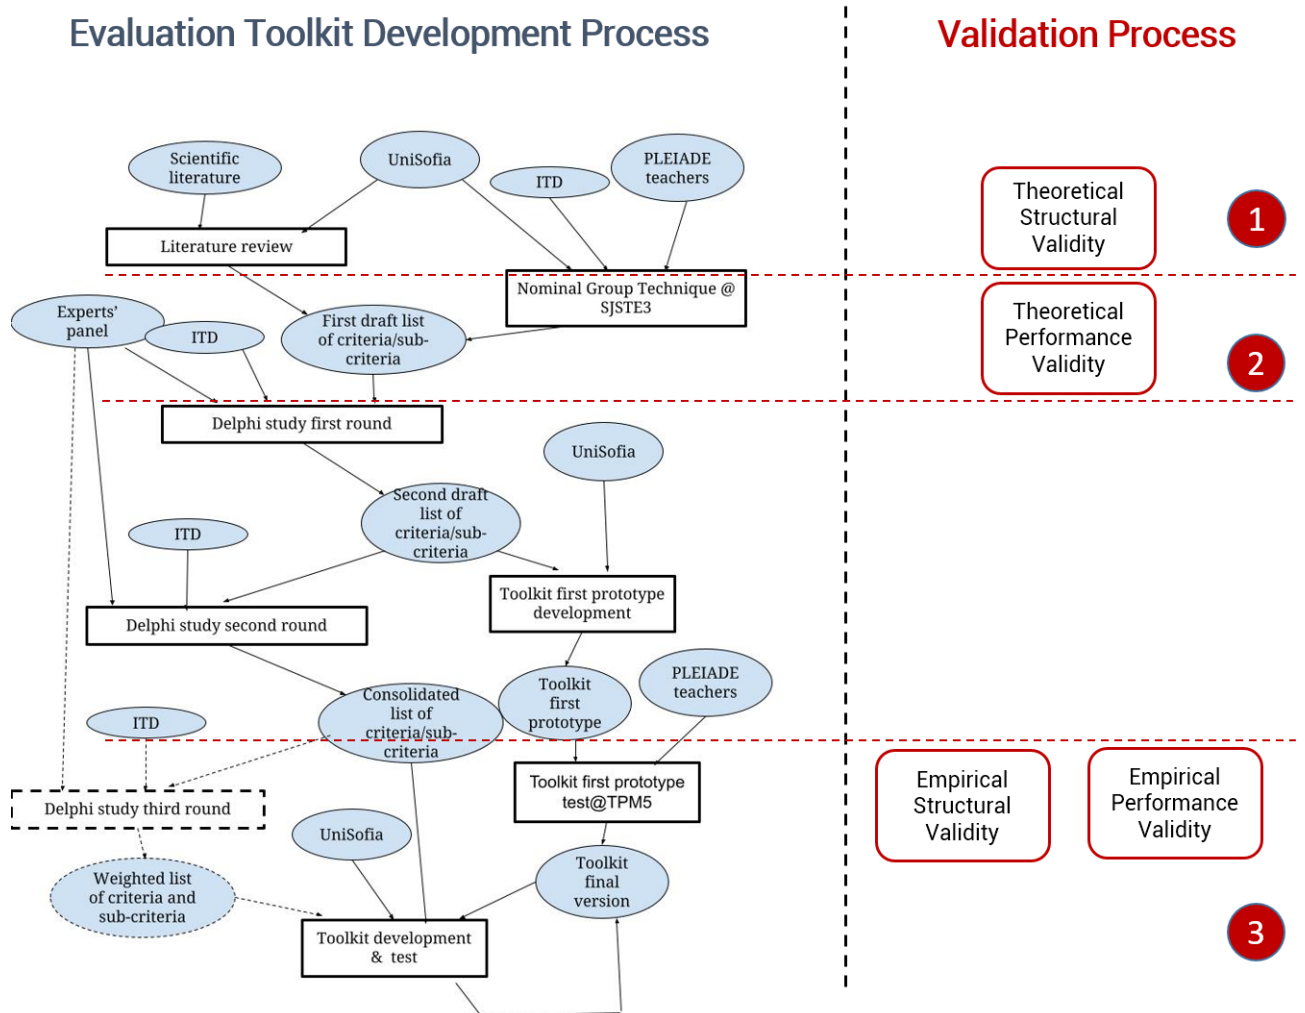 Evaluation Toolkit Development Process
Validation Process
Scientific
literature
UniSofia
ITD
PLEIADE
teachers
Theoretical
Structural
Validity
1
Literature review
Nominal Group Technique @
SJSTE3
Experts'
panel
ITD
First draft list
of criteria/sub-
criteria
Theoretical
Performance
Validity
2
Delphi study first round
UniSofia
Second draft
list of
criteria/sub-
criteria
ITD
Toolkit first prototype
development
Delphi study second round
PLEIADE
teachers
Toolkit
first
prototype
Consolidated
list of
criteria/sub-
criteria
ITD
Toolkit first prototype
test@TPM5
Empirical
Structural
Validity
Empirical
Performance
Validity
Delphi study third round
UniSofia
Toolkit
final
version
Weighted list
of criteria and
sub-criteria
Toolkit development
& test
3